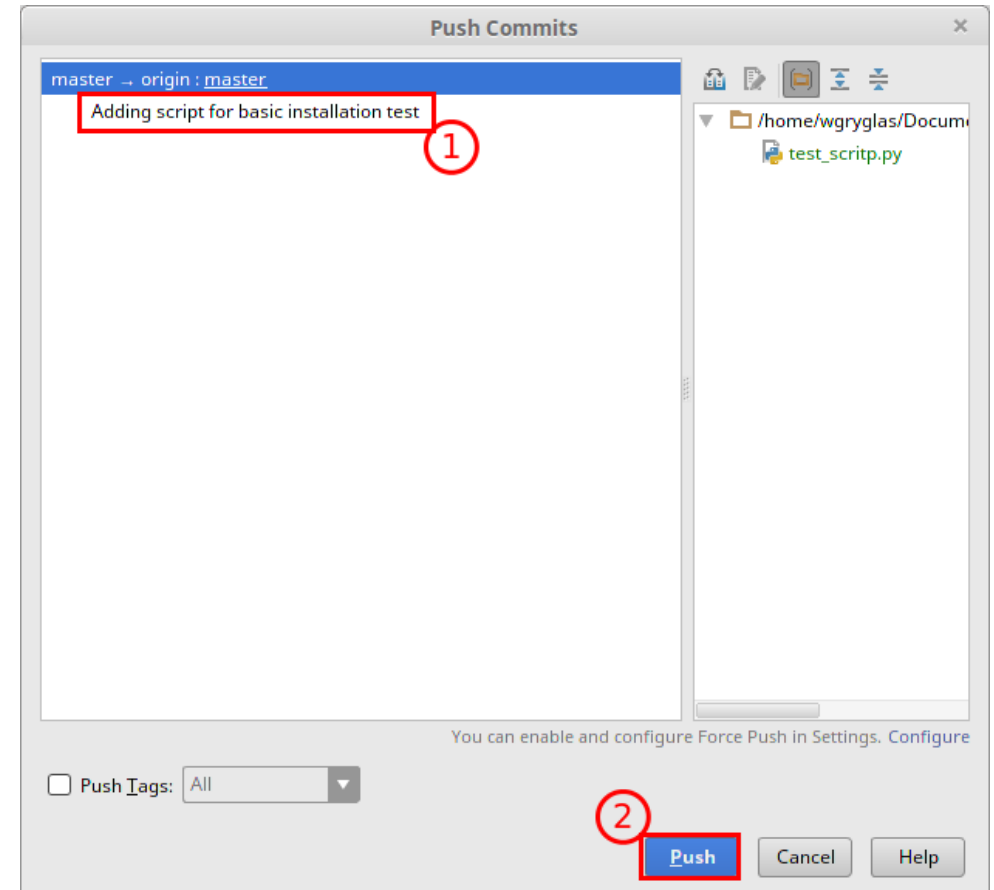 Push Commits
master → origin : master
Adding script for basic installation test
1
/home/wgryglas/Docum
test_scritp.py
You can enable and configure Force Push in Settings. Configure
Push Tags: All
2
Push Cancel Help